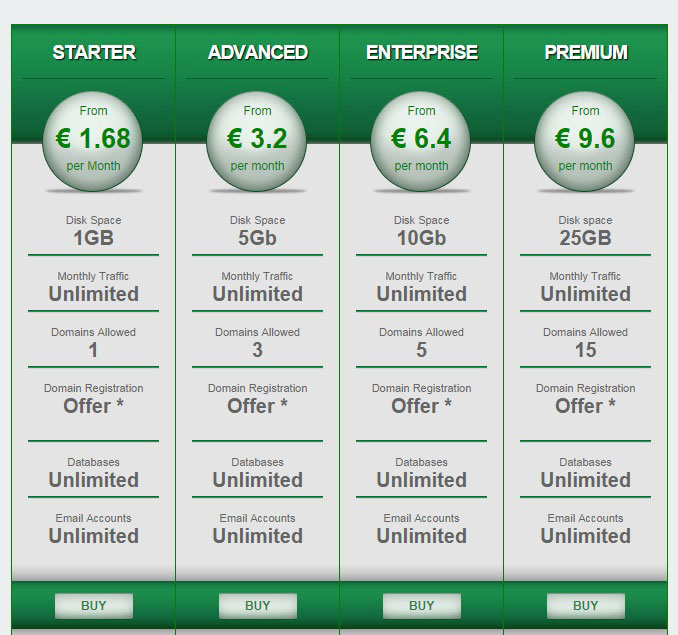 STARTER
From
€ 1.68
per Month
Disk Space
1GB
Monthly Traffic
Unlimited
Domains Allowed
1
Domain Registration
Offer *
Databases
Unlimited
Email Accounts
Unlimited
BUY
ADVANCED
From
€ 3.2
per month
Disk Space
5Gb
Monthly Traffic
Unlimited
Domains Allowed
3
Domain Registration
Offer *
Databases
Unlimited
Email Accounts
Unlimited
BUY
ENTERPRISE
From
€ 6.4
per month
Disk Space
10Gb
Monthly Traffic
Unlimited
Domains Allowed
5
Domain Registration
Offer *
Databases
Unlimited
Email Accounts
Unlimited
BUY
PREMIUM
From
€ 9.6
per month
Disk space
25GB
Monthly Traffic
Unlimited
Domains Allowed
15
Domain Registration
Offer *
Databases
Unlimited
Email Accounts
Unlimited
BUY